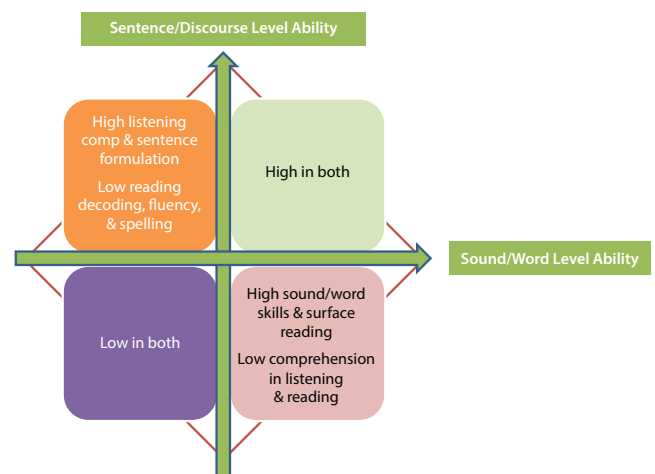 Sentence/Discourse Level Ability
High listening
comp & sentence
formulation
Low reading
decoding, fluency,
& spelling
High in both
Sound/Word Level Ability
Low in both
High sound/word
skills & surface
reading
Low comprehension
in listening
& reading